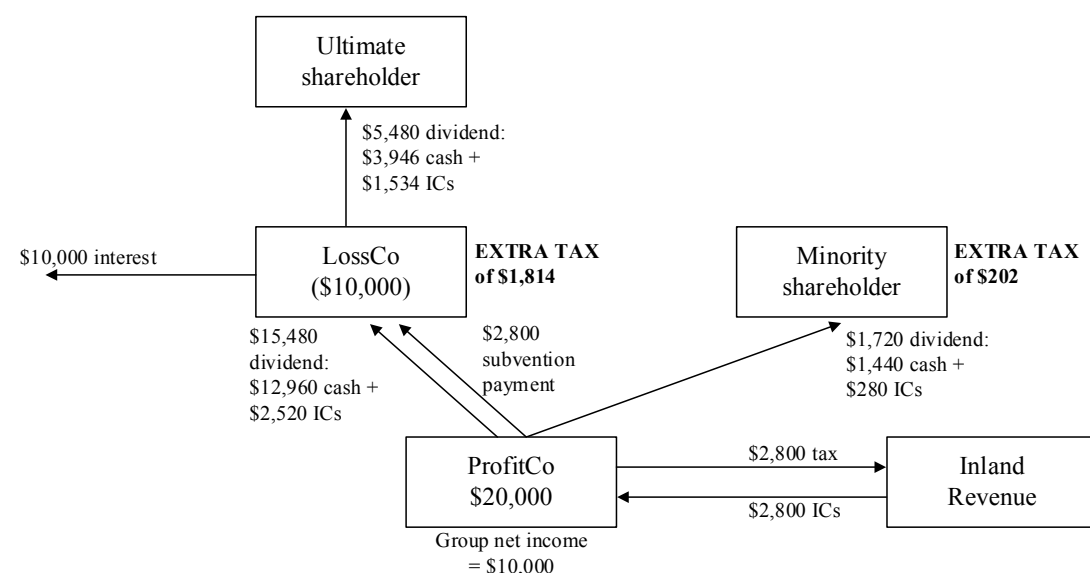 Ultimate
shareholder
$5,480 dividend:
$3,946 cash +
$1,534 ICs
$10,000 interest
LossCo
($10,000)
EXTRA TAX
of $1,814
Minority
shareholder
EXTRA TAX
of $202
$15,480
dividend:
$12,960 cash +
$2,520 ICs
$2,800
subvention
payment
$1,720 dividend:
$1,440 cash +
$280 ICs
ProfitCo
$20,000
$2,800 tax
$2,800 ICs
Inland
Revenue
Group net income
= $10,000